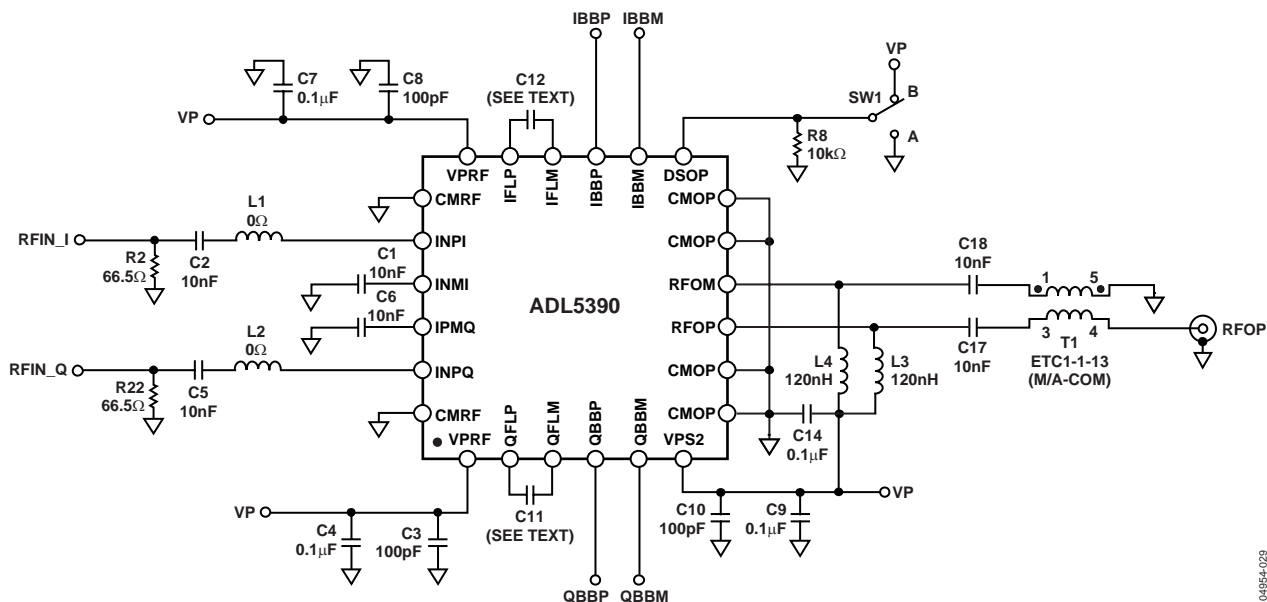 IBBP IBBM
C7
0.1μF
C8
100pF
C12
(SEE TEXT)
VP
SW1
B
A
VP
R8
10kΩ
VPRF
IFLP
IFLM
IBBP
IBBM
DSOP
CMRF
CMOP
L1
0Ω
RFIN_I
R2
66.5Ω
C2
10nF
INPI
CMOP
C1
10nF
INMI
C6
10nF
IPMQ
ADL5390
RFOM
RFOP
C18
10nF
1 5
3 4
T1
ETC1-1-13
(M/A-COM)
C17
10nF
RFOP
L2
0Ω
RFIN_Q
R22
66.5Ω
C5
10nF
INPQ
CMOP
L4
120nH
L3
120nH
CMRF
CMOP
C14
0.1μF
VPRF
QFLP
QFLM
QBBP
QBBM
VPS2
VP
C4
0.1μF
C3
100pF
C11
(SEE TEXT)
C10
100pF
C9
0.1μF
VP
QBBP QBBM
04954-029